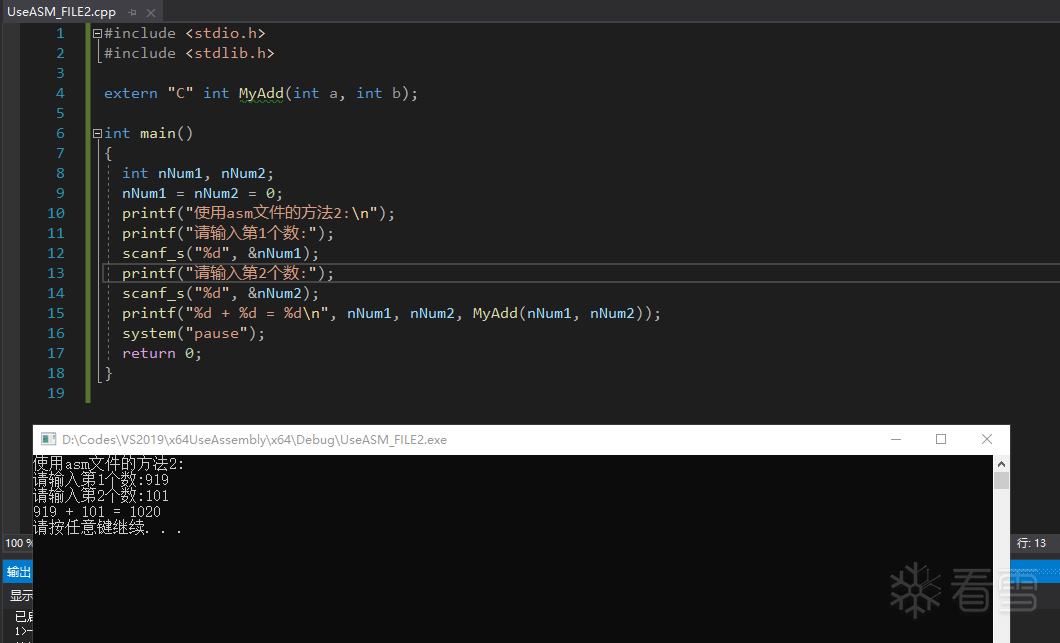 UseASM_FILE2.cpp
1 #include <stdio.h>
2 #include <stdlib.h>
3
4 extern "C" int MyAdd(int a, int b);
5
6 int main()
7 {
8 int nNum1, nNum2;
9 nNum1 = nNum2 = 0;
10 printf("使用asm文件的方法2:\n");
11 printf("请输入第1个数:");
12 scanf_s("%d", &nNum1);
13 printf("请输入第2个数:");
14 scanf_s("%d", &nNum2);
15 printf("%d + %d = %d\n", nNum1, nNum2, MyAdd(nNum1, nNum2));
16 system("pause");
17 return 0;
18 }
19
D:\Codes\VS2019\x64UseAssembly\x64\Debug\UseASM_FILE2.exe
使用asm文件的方法2:
请输入第1个数:919
请输入第2个数:101
919 + 101 = 1020
请按任意键继续. . .
100 %
行: 13
输出
显示
1>
看雪